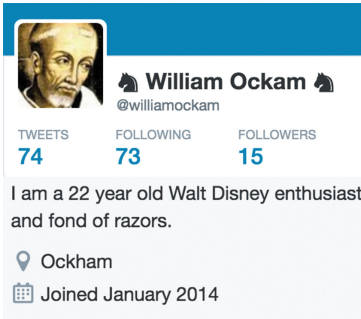 ♞ William Ockam ♞
@williamockam
TWEETS FOLLOWING FOLLOWERS
74 73 15
I am a 22 year old Walt Disney enthusiast
and fond of razors.
Ockham
Joined January 2014